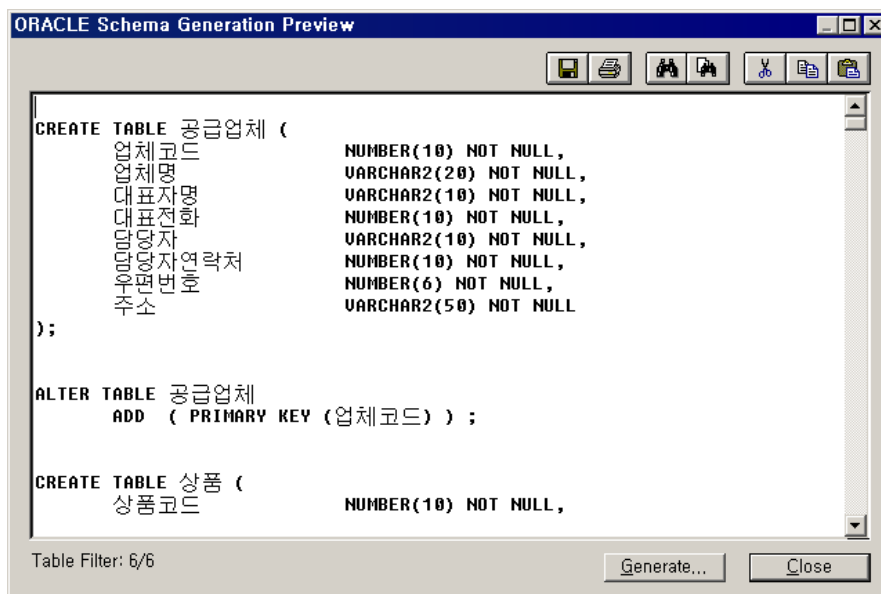 ORACLE Schema Generation Preview
CREATE TABLE 공급업체 (
업체코드 NUMBER(10) NOT NULL,
업체명 VARCHAR2(20) NOT NULL,
대표자명 VARCHAR2(10) NOT NULL,
대표전화 NUMBER(10) NOT NULL,
담당자 VARCHAR2(10) NOT NULL,
담당자연락처 NUMBER(10) NOT NULL,
우편번호 NUMBER(6) NOT NULL,
주소 VARCHAR2(50) NOT NULL
);
ALTER TABLE 공급업체
ADD ( PRIMARY KEY (업체코드) ) ;
CREATE TABLE 상품 (
상품코드 NUMBER(10) NOT NULL,
Table Filter: 6/6
Generate...
Close